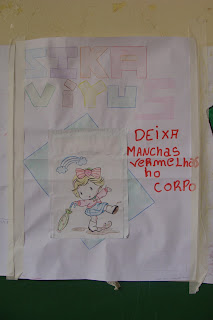 ZIKA
VÍRUS
DEIXA
MANCHAS
VERMELHAS
NO
CORPO